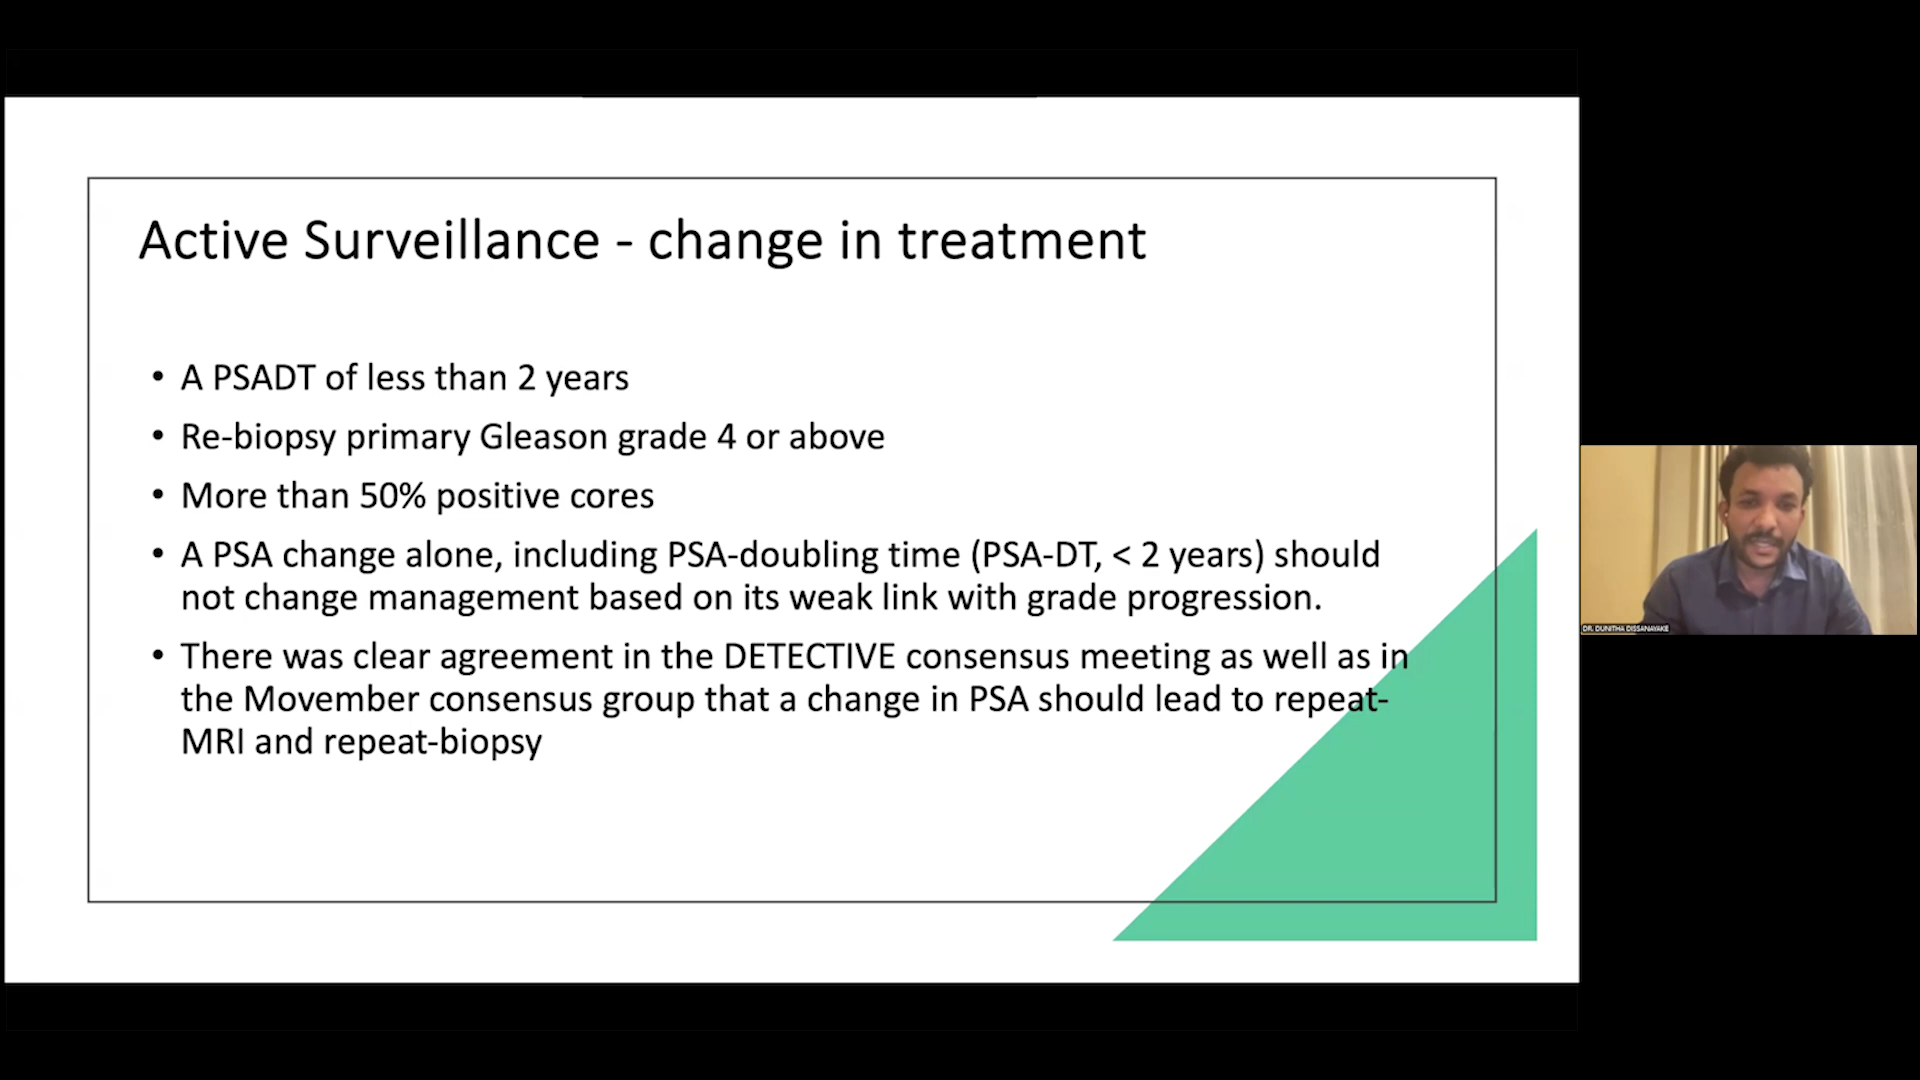 Active Surveillance - change in treatment
• A PSADT of less than 2 years
• Re-biopsy primary Gleason grade 4 or above
• More than 50% positive cores
• A PSA change alone, including PSA-doubling time (PSA-DT, < 2 years) should
not change management based on its weak link with grade progression.
• There was clear agreement in the DETECTIVE consensus meeting as well as in
the Movember consensus group that a change in PSA should lead to repeat-
MRI and repeat-biopsy
DR. DUNITHA DISSANAYAKE